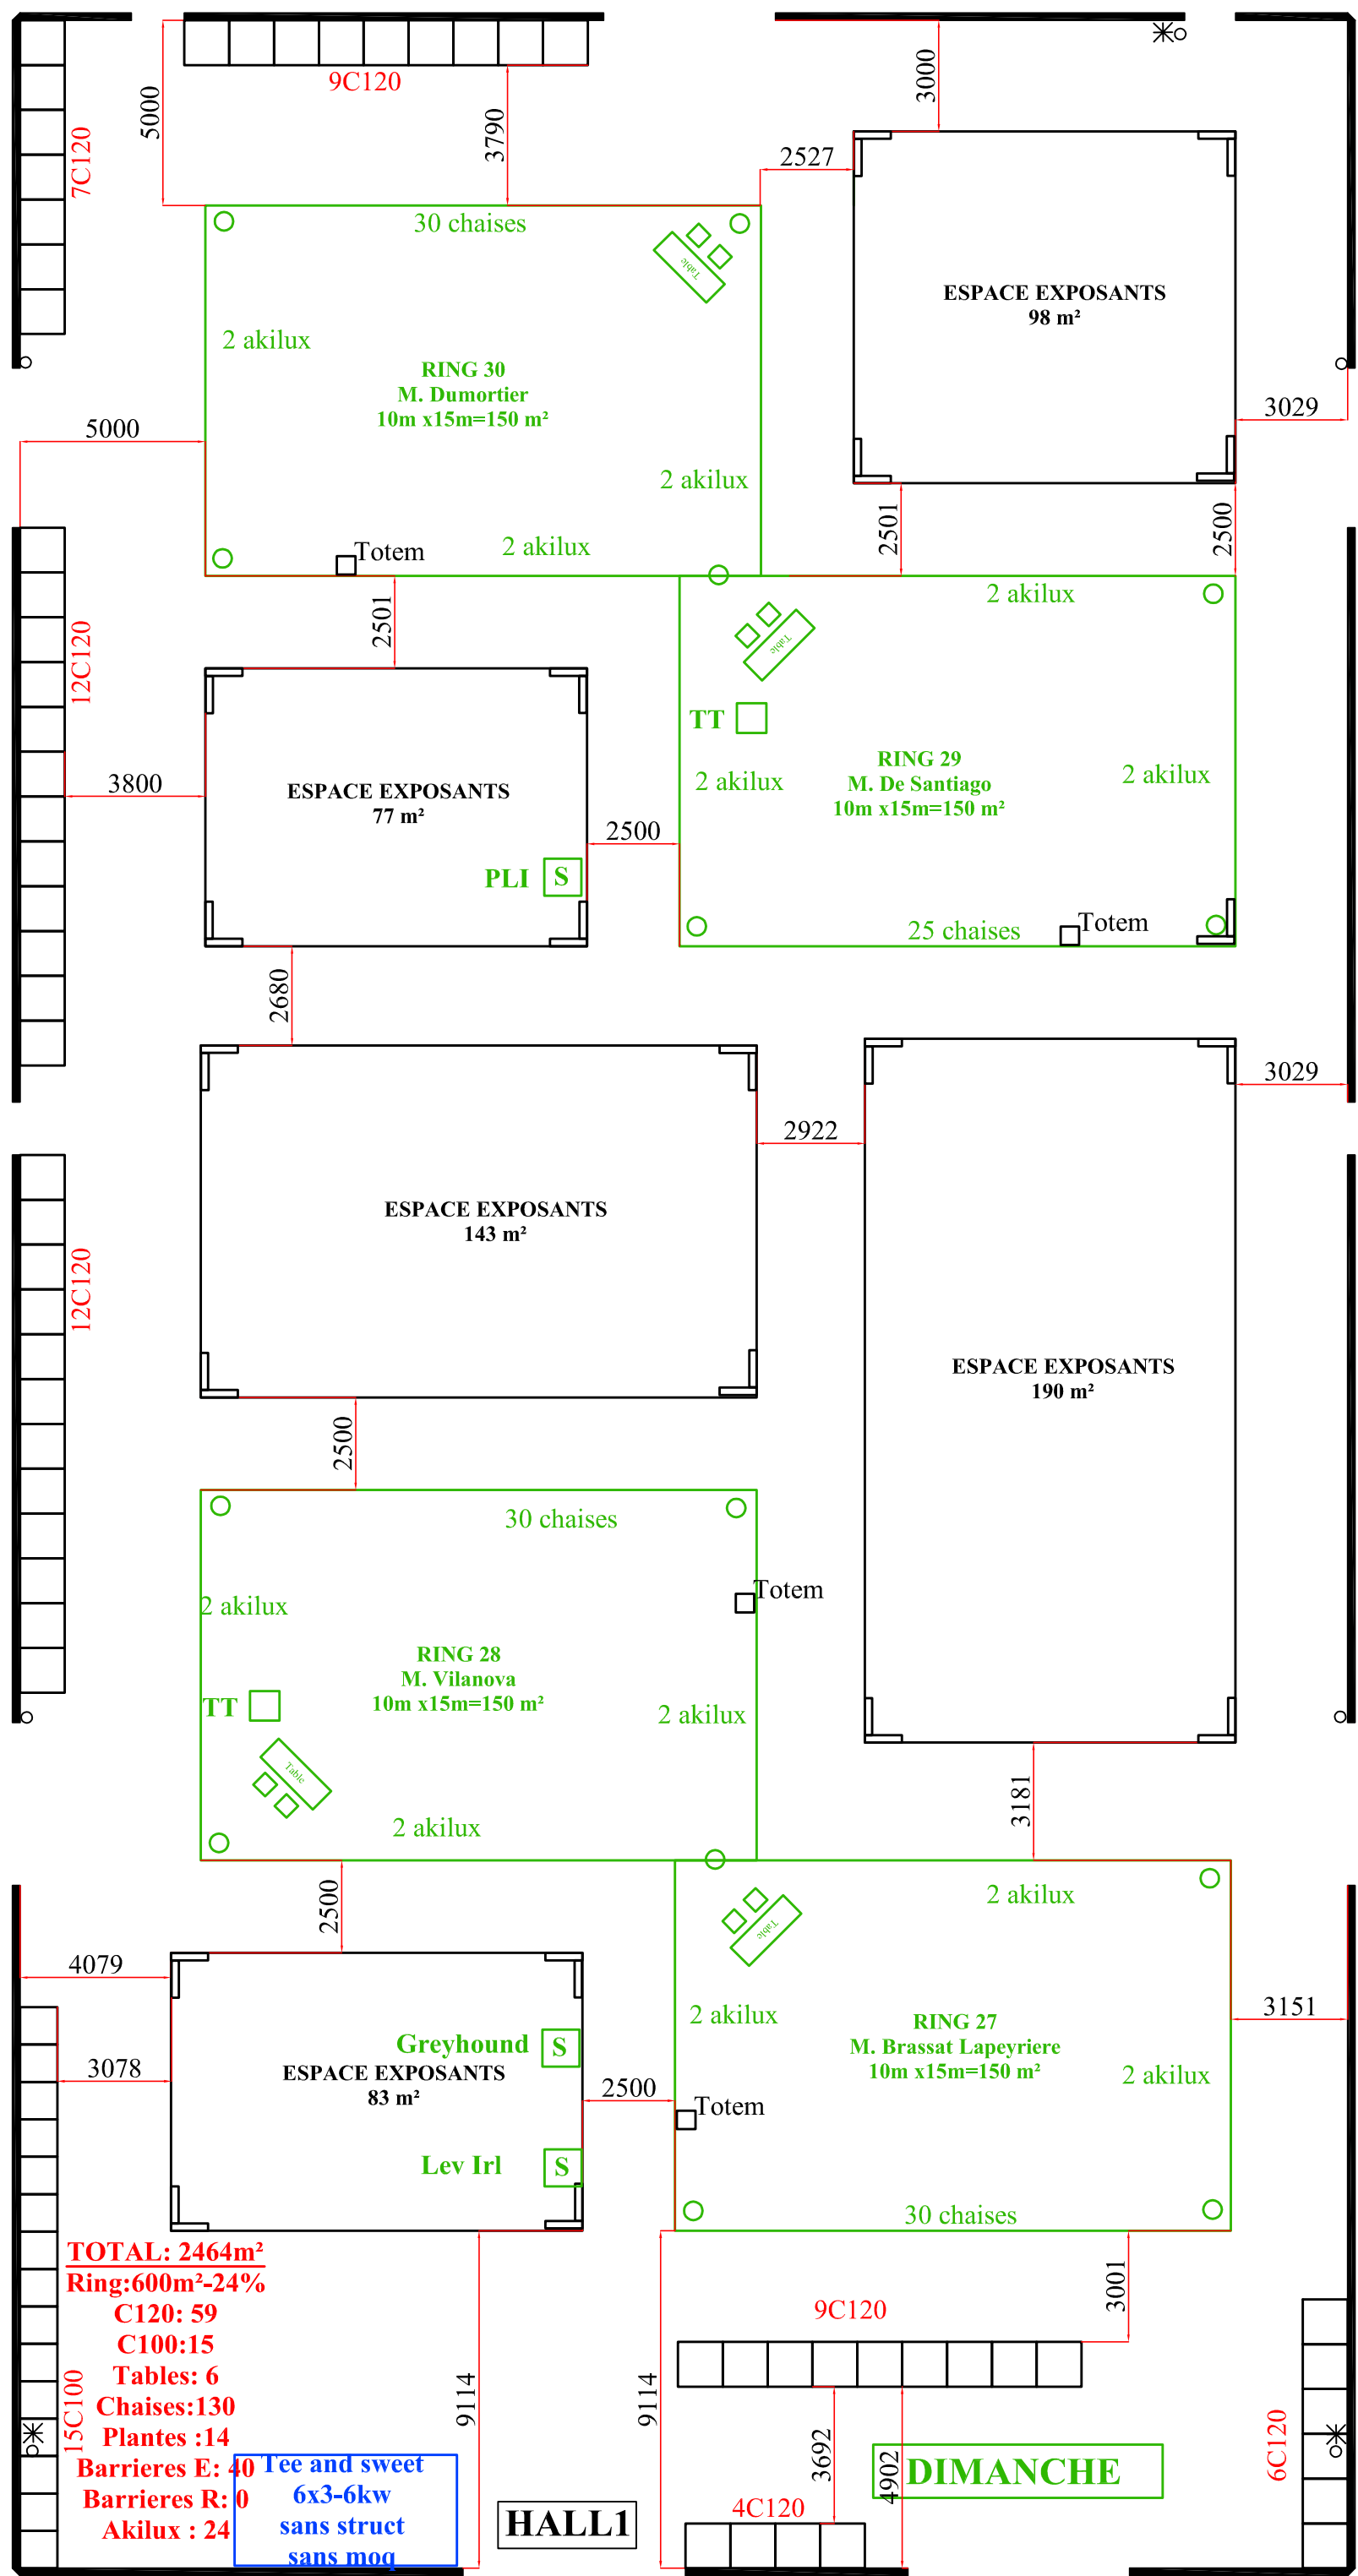 9C120
5000
3790
3000
7C120
2527
30 chaises
Table
ESPACE EXPOSANTS
98 m²
2 akilux
RING 30
M. Dumortier
10m x15m=150 m²
3029
5000
2 akilux
2501
2500
Totem
2 akilux
2501
2 akilux
12C120
Table
TT
RING 29
M. De Santiago
10m x15m=150 m²
2 akilux
2 akilux
3800
ESPACE EXPOSANTS
77 m²
2500
PLI
S
25 chaises
Totem
2680
3029
2922
ESPACE EXPOSANTS
143 m²
12C120
ESPACE EXPOSANTS
190 m²
2500
30 chaises
Totem
2 akilux
RING 28
M. Vilanova
10m x15m=150 m²
TT
2 akilux
Table
3181
2 akilux
2500
2 akilux
Table
4079
3151
2 akilux
RING 27
M. Brassat Lapeyriere
10m x15m=150 m²
Greyhound
S
3078
ESPACE EXPOSANTS
83 m²
2500
2 akilux
Totem
Lev Irl
S
30 chaises
TOTAL: 2464m²
Ring:600m²-24%
C120: 59
C100:15
Tables: 6
Chaises:130
Plantes :14
Barrieres E: 40
Barrieres R: 0
Akilux : 24
15C100
9114
9114
3001
9C120
3692
4902
6C120
DIMANCHE
4C120
Tee and sweet
6x3-6kw
sans struct
sans moq
HALL1